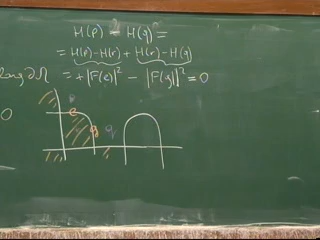 H(p) = H(q) =
= H(p)-H(r) + H(r)-H(q)
= +|F(e)|² - |F(g)|² = 0
0
p
e
g
q